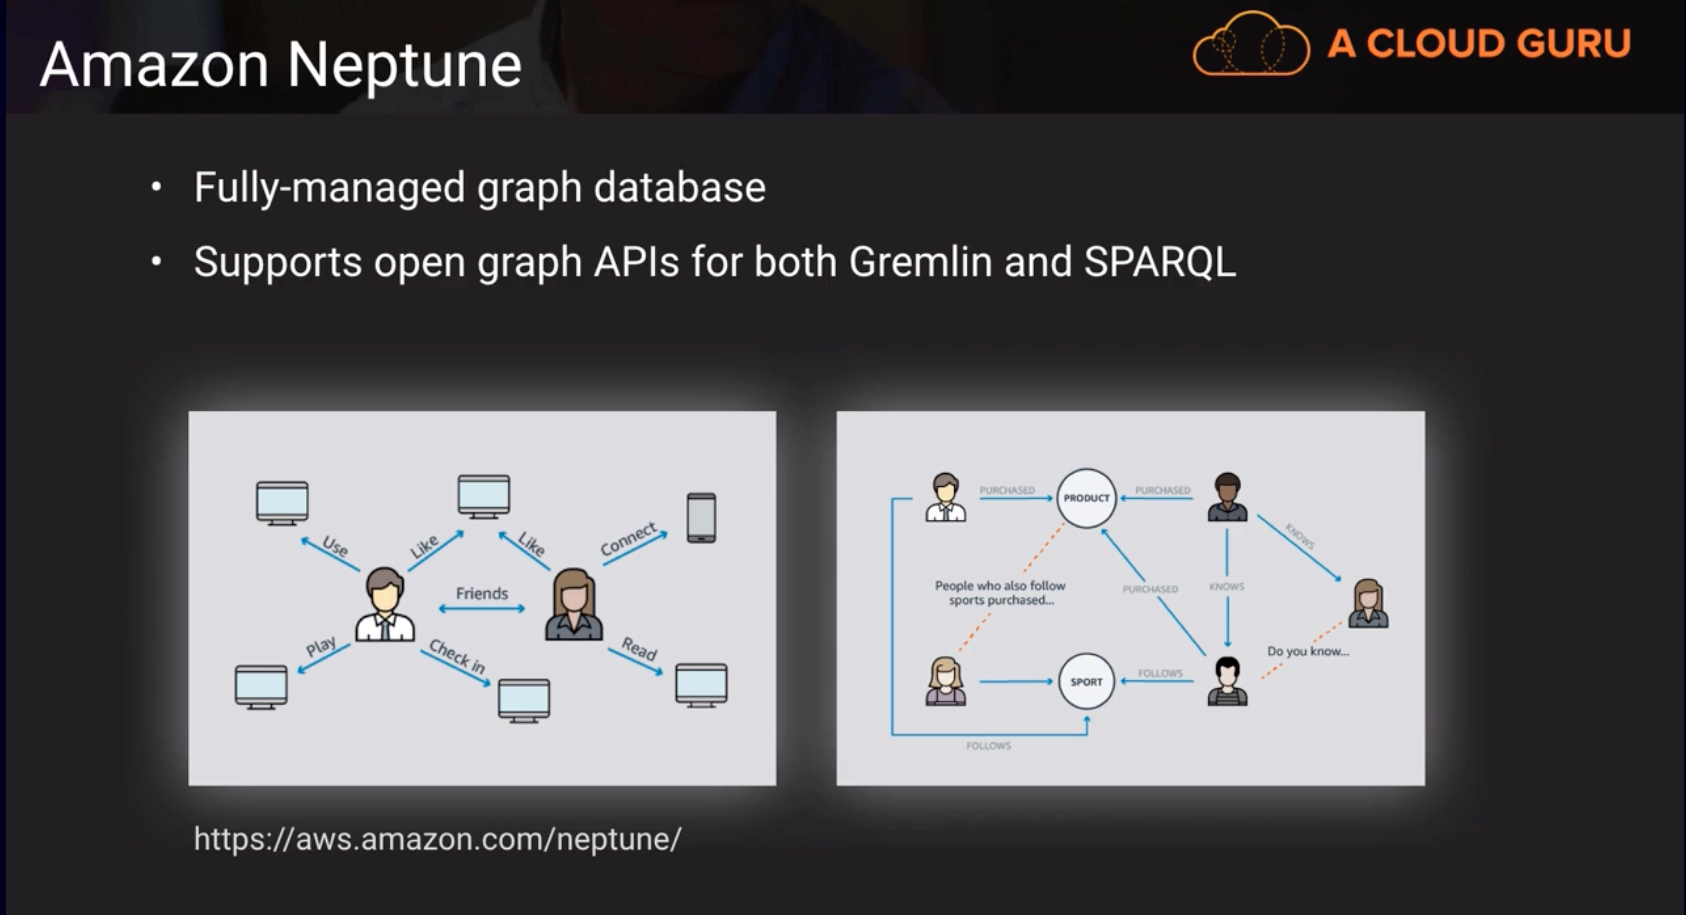 Amazon Neptune
A CLOUD GURU
• Fully-managed graph database
• Supports open graph APIs for both Gremlin and SPARQL
Use
Like
Like
Connect
Friends
Play
Check in
Read
PURCHASED
PRODUCT
PURCHASED
KNOWS
People who also follow
sports purchased...
PURCHASED
KNOWS
Do you know...
SPORT
FOLLOWS
FOLLOWS
https://aws.amazon.com/neptune/